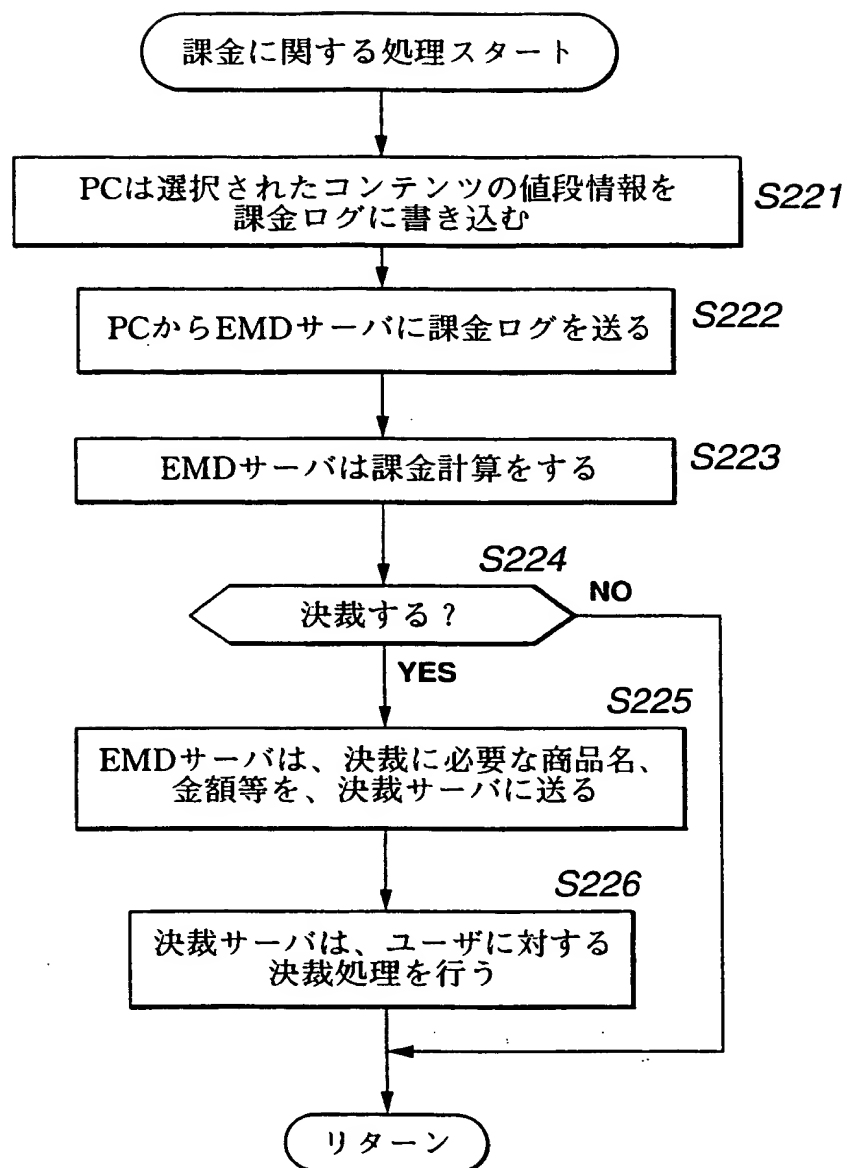 課金に関する処理スタート
PCは選択されたコンテンツの値段情報を
課金ログに書き込む
S221
PCからEMDサーバに課金ログを送る
S222
EMDサーバは課金計算をする
S223
S224
決裁する？
NO
YES
S225
EMDサーバは、決裁に必要な商品名、
金額等を、決裁サーバに送る
S226
決裁サーバは、ユーザに対する
決裁処理を行う
リターン